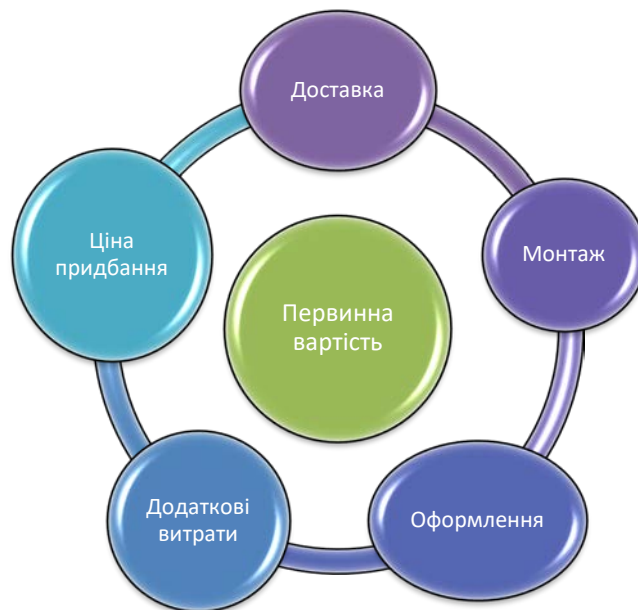 Доставка
Ціна
придбання
Монтаж
Первинна
вартість
Додаткові
витрати
Оформлення